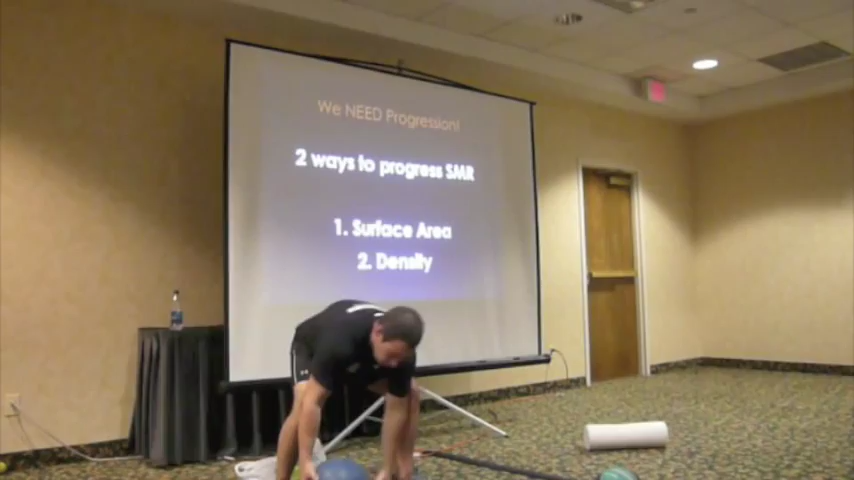 We NEED Progression!
2 ways to progress SMR
1. Surface Area
2. Density